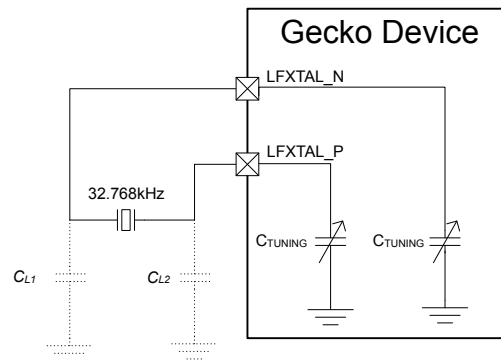 Gecko Device
LFXTAL_N
LFXTAL_P
32.768kHz
CTUNING CTUNING
CL1 CL2